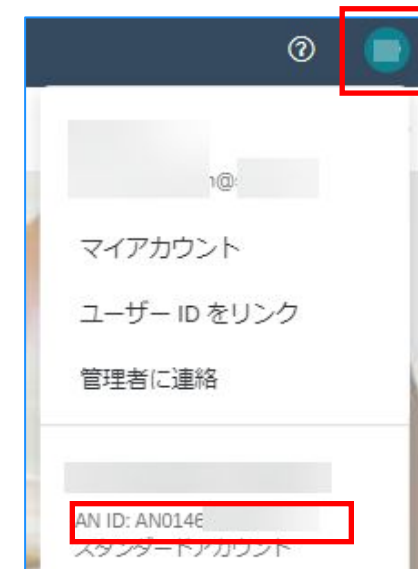 @
マイアカウント
ユーザー ID をリンク
管理者に連絡
AN ID: AN0146
スタンダードアカウント